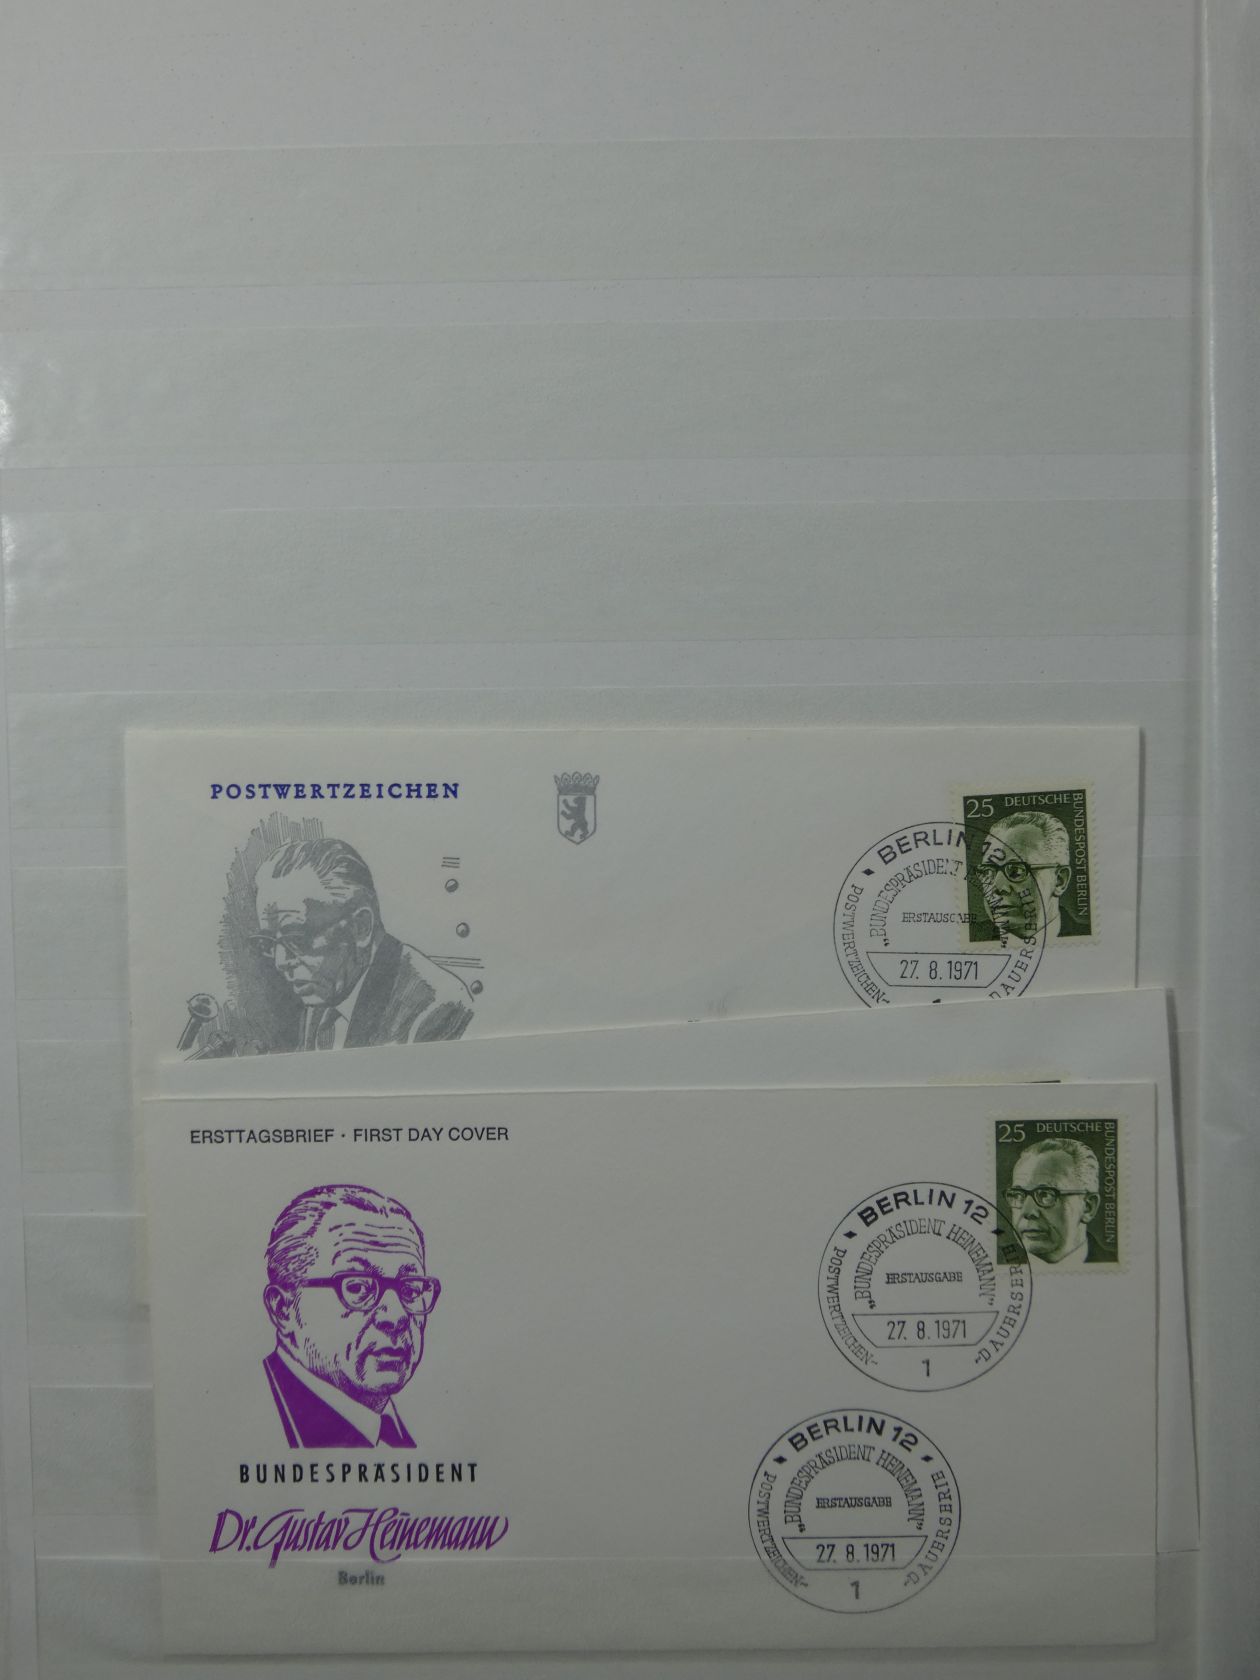 POSTWERTZEICHEN
25 DEUTSCHE
BUNDESPOST BERLIN
BERLIN 12
„BUNDESPRÄSIDENT HEINEMANN“
ERSTAUSGABE
POSTWERTZEICHEN-
-DAUERSERIE
27. 8. 1971
1
ERSTTAGSBRIEF · FIRST DAY COVER
25 DEUTSCHE
BUNDESPOST BERLIN
BERLIN 12
„BUNDESPRÄSIDENT HEINEMANN“
ERSTAUSGABE
POSTWERTZEICHEN-
-DAUERSERIE
27. 8. 1971
1
BUNDESPRÄSIDENT
Dr. Gustav Heinemann
Berlin
BERLIN 12
„BUNDESPRÄSIDENT HEINEMANN“
ERSTAUSGABE
POSTWERTZEICHEN-
-DAUERSERIE
27. 8. 1971
1